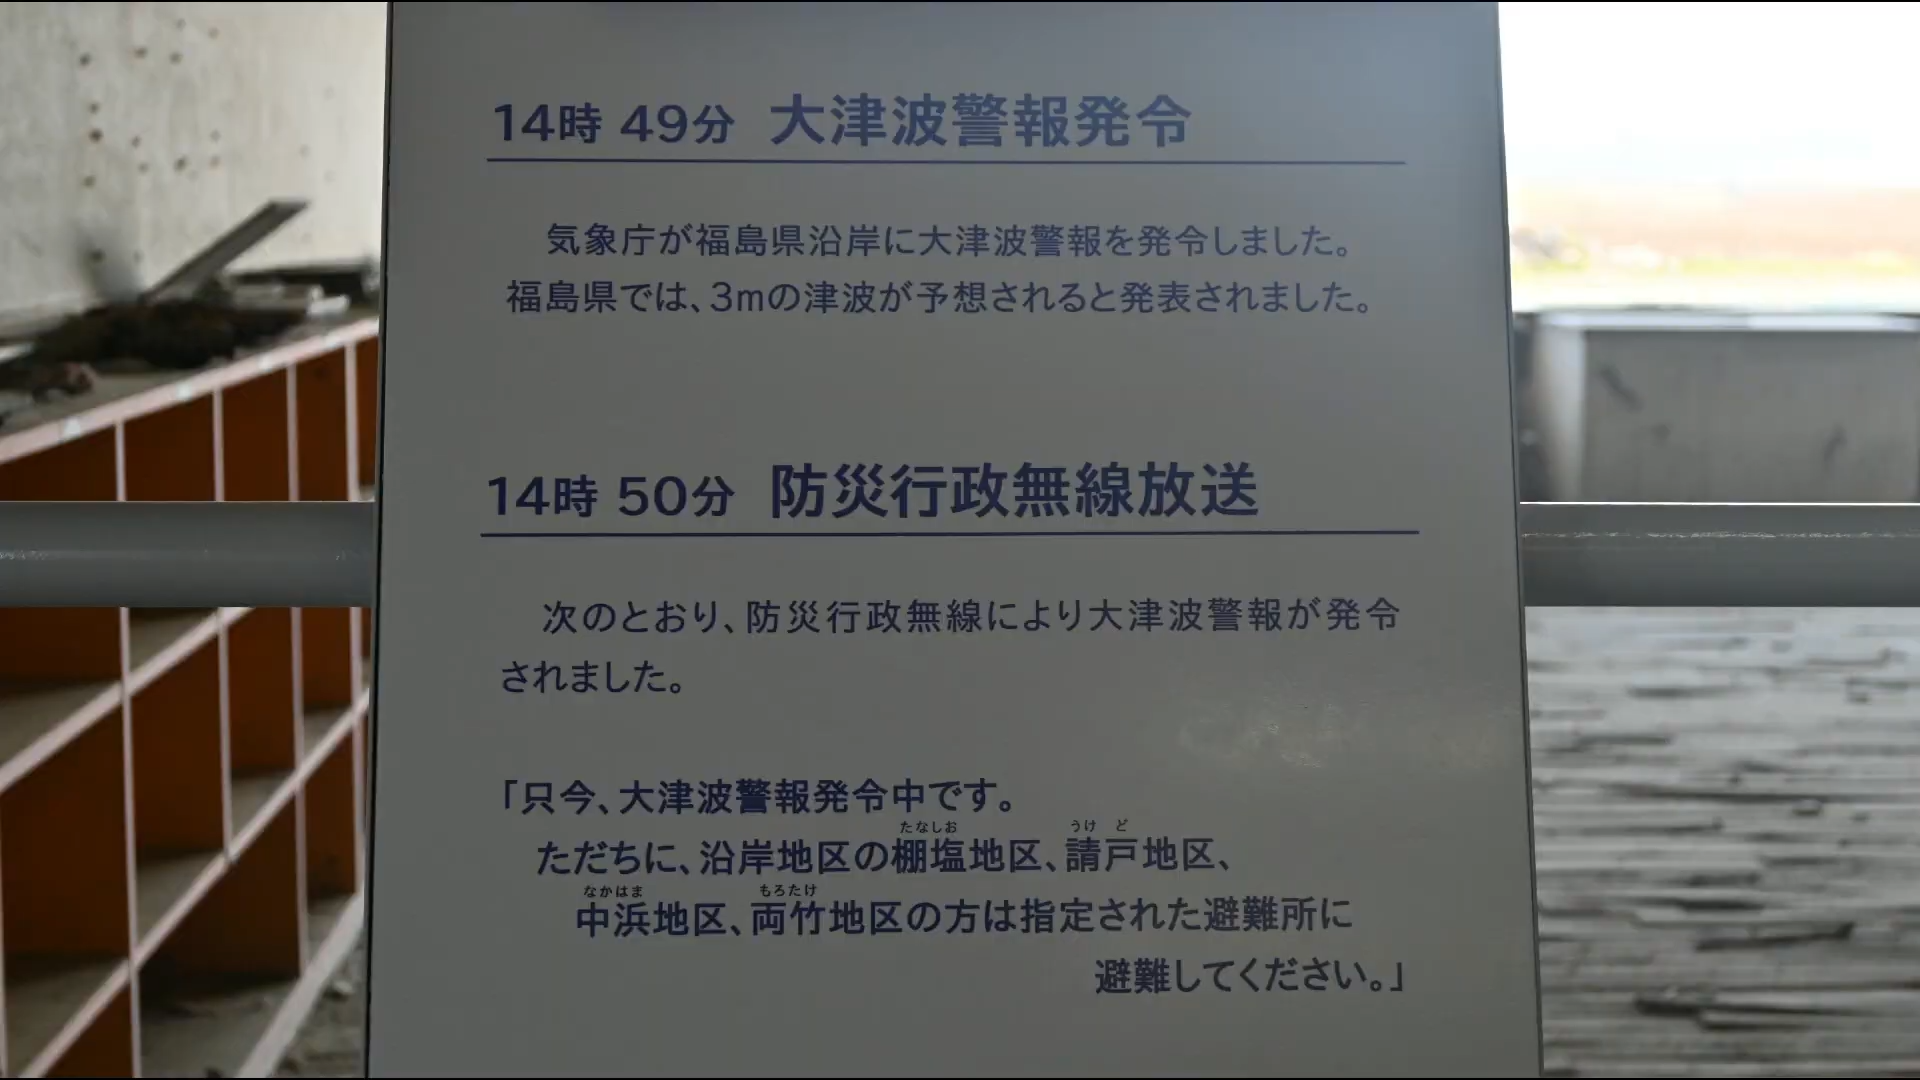 14時 49分 大津波警報発令
気象庁が福島県沿岸に大津波警報を発令しました。
福島県では、3mの津波が予想されると発表されました。
14時 50分 防災行政無線放送
次のとおり、防災行政無線により大津波警報が発令
されました。
「只今、大津波警報発令中です。
たなしお うけ ど
ただちに、沿岸地区の棚塩地区、請戸地区、
なかはま もろたけ
中浜地区、両竹地区の方は指定された避難所に
避難してください。」